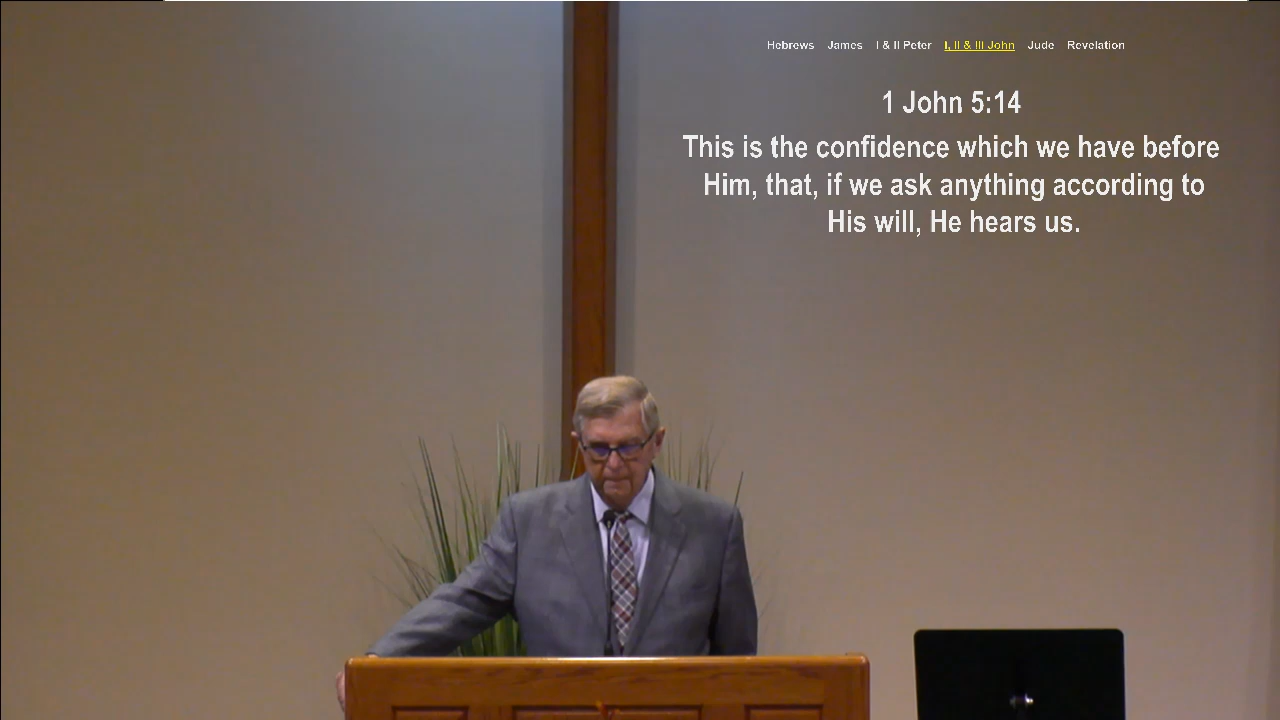 Hebrews James I & II Peter I, II & III John Jude Revelation
1 John 5:14
This is the confidence which we have before
Him, that, if we ask anything according to
His will, He hears us.